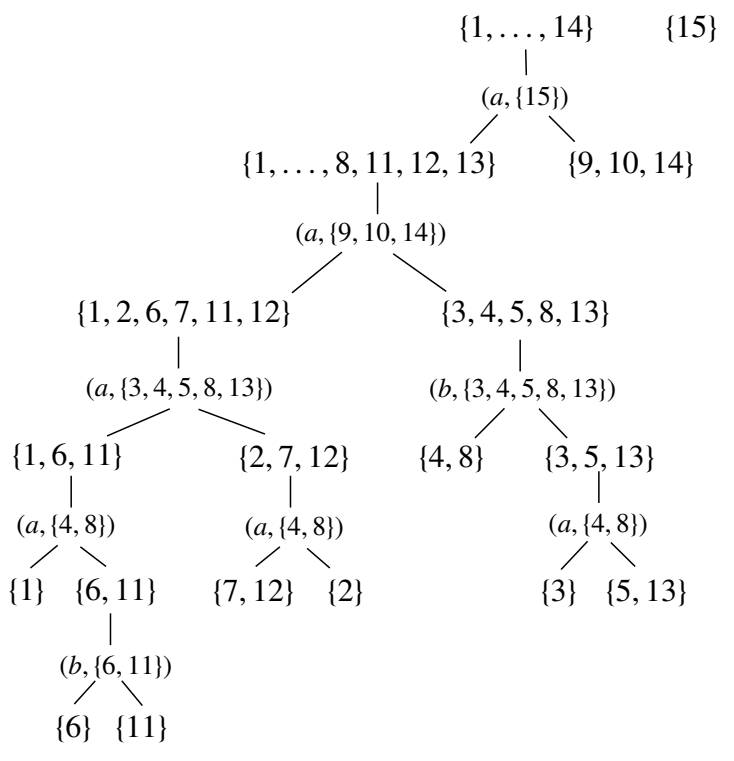 {1, . . . , 14} {15}
(a, {15})
{1, . . . , 8, 11, 12, 13} {9, 10, 14}
(a, {9, 10, 14})
{1, 2, 6, 7, 11, 12} {3, 4, 5, 8, 13}
(a, {3, 4, 5, 8, 13}) (b, {3, 4, 5, 8, 13})
{1, 6, 11} {2, 7, 12} {4, 8} {3, 5, 13}
(a, {4, 8}) (a, {4, 8}) (a, {4, 8})
{1} {6, 11} {7, 12} {2} {3} {5, 13}
(b, {6, 11})
{6} {11}